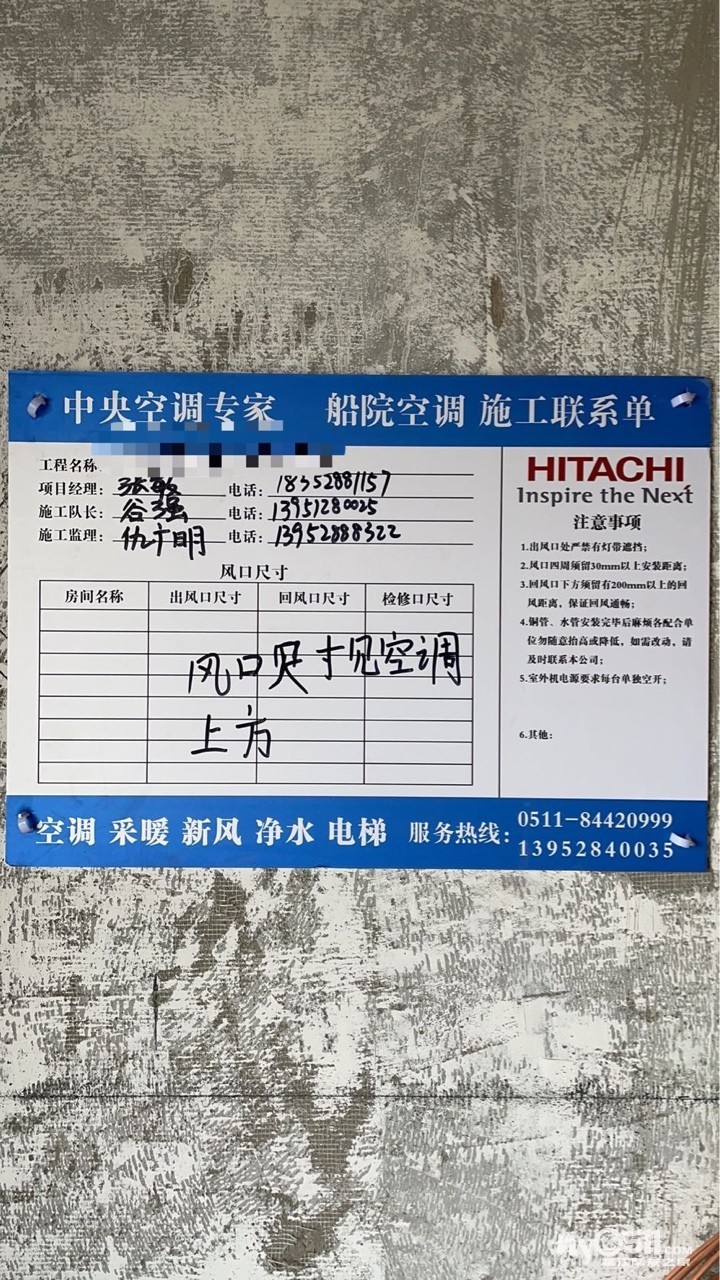 中央空调专家 船院空调 施工联系单
工程名称
项目经理：张敏 电话：18352881157
施工队长：谷强 电话：13951280025
施工监理：仇广明 电话：13952888322
风口尺寸
房间名称 出风口尺寸 回风口尺寸 检修口尺寸
风口尺寸见空调
上方
HITACHI
Inspire the Next
注意事项
1.出风口处严禁有灯带遮挡；
2.风口四周须留30mm以上安装距离；
3.回风口下方须留有200mm以上的回
风距离，保证回风通畅；
4.铜管、水管安装完毕后麻烦各配合单
位勿随意抬高或降低，如需改动，请
及时联系本公司；
5.室外机电源要求每台单独空开；
6.其他：
空调 采暖 新风 净水 电梯 服务热线：0511-84420999
13952840035